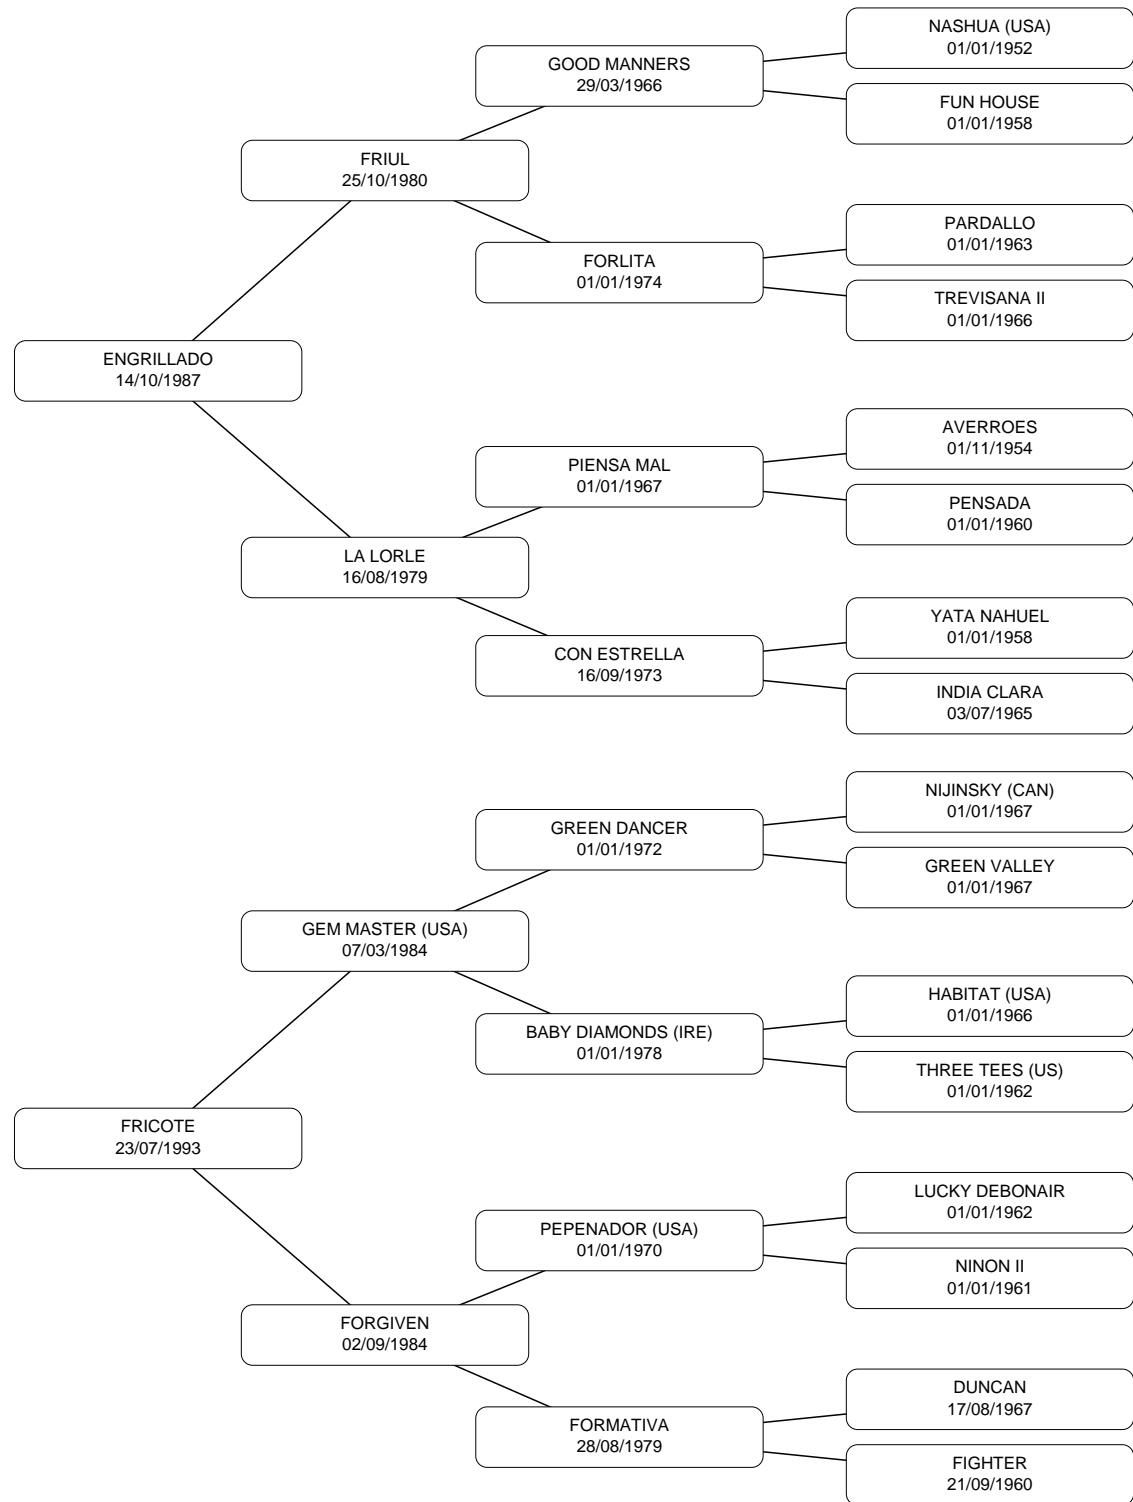 NASHUA (USA)
01/01/1952
GOOD MANNERS
29/03/1966
FUN HOUSE
01/01/1958
FRIUL
25/10/1980
PARDALLO
01/01/1963
FORLITA
01/01/1974
TREVISANA II
01/01/1966
ENGRILLADO
14/10/1987
AVERROES
01/11/1954
PIENSA MAL
01/01/1967
PENSADA
01/01/1960
LA LORLE
16/08/1979
YATA NAHUEL
01/01/1958
CON ESTRELLA
16/09/1973
INDIA CLARA
03/07/1965
NIJINSKY (CAN)
01/01/1967
GREEN DANCER
01/01/1972
GREEN VALLEY
01/01/1967
GEM MASTER (USA)
07/03/1984
HABITAT (USA)
01/01/1966
BABY DIAMONDS (IRE)
01/01/1978
THREE TEES (US)
01/01/1962
FRICOTE
23/07/1993
LUCKY DEBONAIR
01/01/1962
PEPENADOR (USA)
01/01/1970
NINON II
01/01/1961
FORGIVEN
02/09/1984
DUNCAN
17/08/1967
FORMATIVA
28/08/1979
FIGHTER
21/09/1960